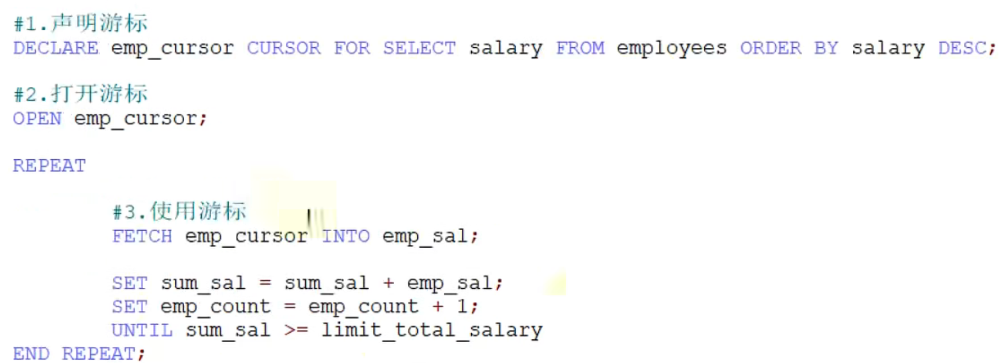 #1.声明游标
DECLARE emp_cursor CURSOR FOR SELECT salary FROM employees ORDER BY salary DESC;
#2.打开游标
OPEN emp_cursor;
REPEAT
#3.使用游标
FETCH emp_cursor INTO emp_sal;
SET sum_sal = sum_sal + emp_sal;
SET emp_count = emp_count + 1;
UNTIL sum_sal >= limit_total_salary
END REPEAT;